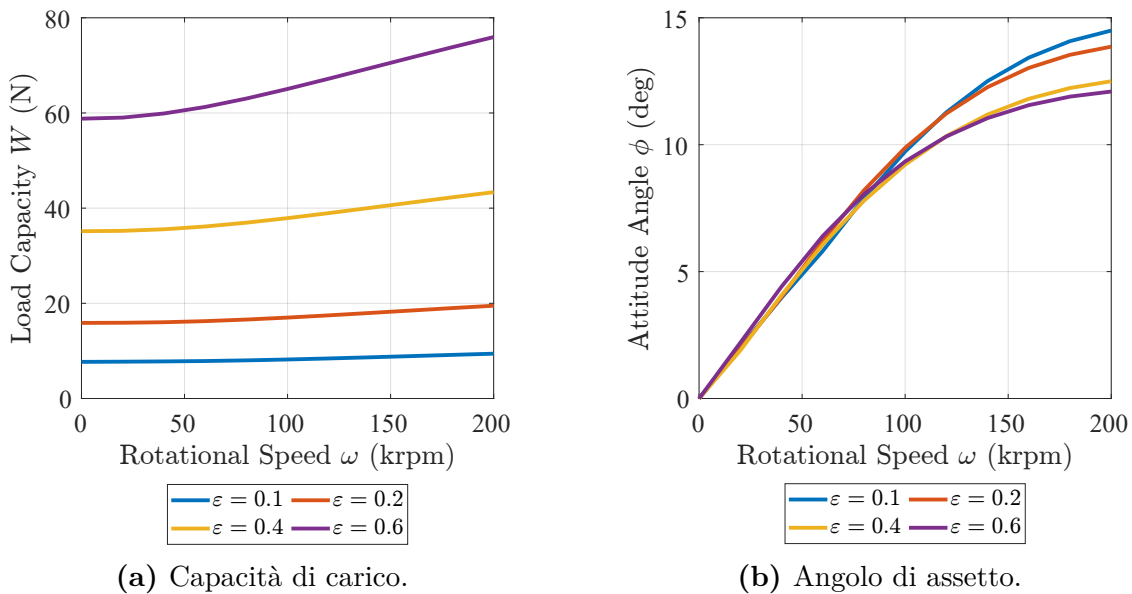 80
60
40
20
0
Load Capacity W (N)
0 50 100 150 200
Rotational Speed ω (krpm)
ε = 0.1 ε = 0.2
ε = 0.4 ε = 0.6
(a) Capacità di carico.
15
10
5
0
Attitude Angle ϕ (deg)
0 50 100 150 200
Rotational Speed ω (krpm)
ε = 0.1 ε = 0.2
ε = 0.4 ε = 0.6
(b) Angolo di assetto.